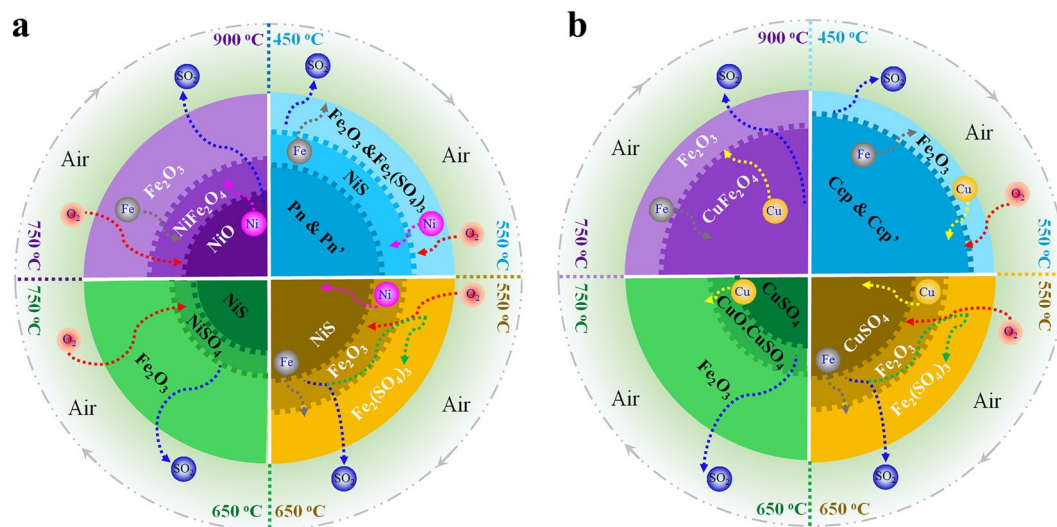 a
900 °C
450 °C
SO₂
SO₂
Air
Air
Fe₂O₃
Fe₂O₃ & Fe₂(SO₄)₃
Fe
NiS
NiFe₂O₄
O₂
Fe
Ni
NiO
Pn & Pn’
Ni
O₂
750 °C
550 °C
750 °C
550 °C
NiS
Ni
O₂
NiSO₄
NiS
O₂
Fe₂O₃
Fe
Fe₂O₃
Fe₂(SO₄)₃
Air
Air
SO₂
SO₂
650 °C
650 °C
b
900 °C
450 °C
SO₂
SO₂
Air
Air
Fe₂O₃
Fe₂O₃
Fe
CuFe₂O₄
Cu
Cu
Fe
Ccp & Ccp’
O₂
750 °C
550 °C
750 °C
550 °C
Cu
CuSO₄
Cu
CuO.CuSO₄
CuSO₄
O₂
Fe₂O₃
Fe
Fe₂O₃
Fe₂(SO₄)₃
Air
Air
SO₂
SO₂
650 °C
650 °C